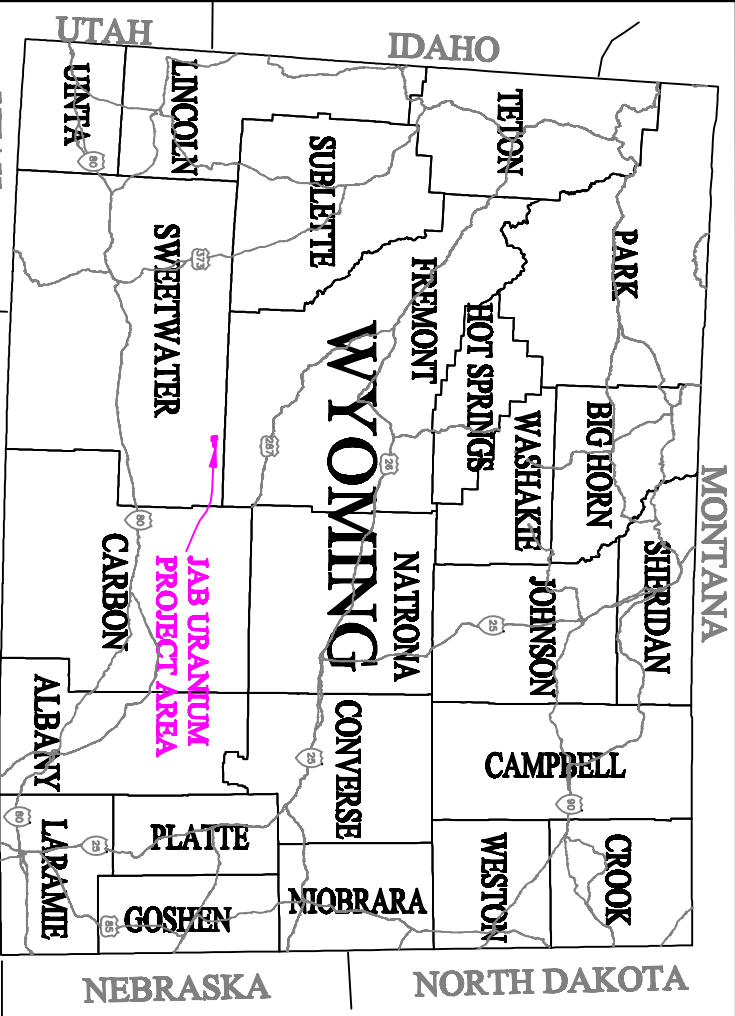 UTAH
IDAHO
MONTANA
NORTH DAKOTA
NEBRASKA
WYOMING
UINTA
LINCOLN
TETON
SUBLETTE
PARK
SWEETWATER
FREMONT
HOT SPRINGS
WASHAKIE
BIG HORN
SHERIDAN
JOHNSON
NATRONA
CARBON
JAB URANIUM
PROJECT AREA
ALBANY
CONVERSE
CAMPBELL
LARAMIE
PLATTE
GOSHEN
NIOBRARA
WESTON
CROOK
80
373
287
26
80
25
25
90
80
25
85